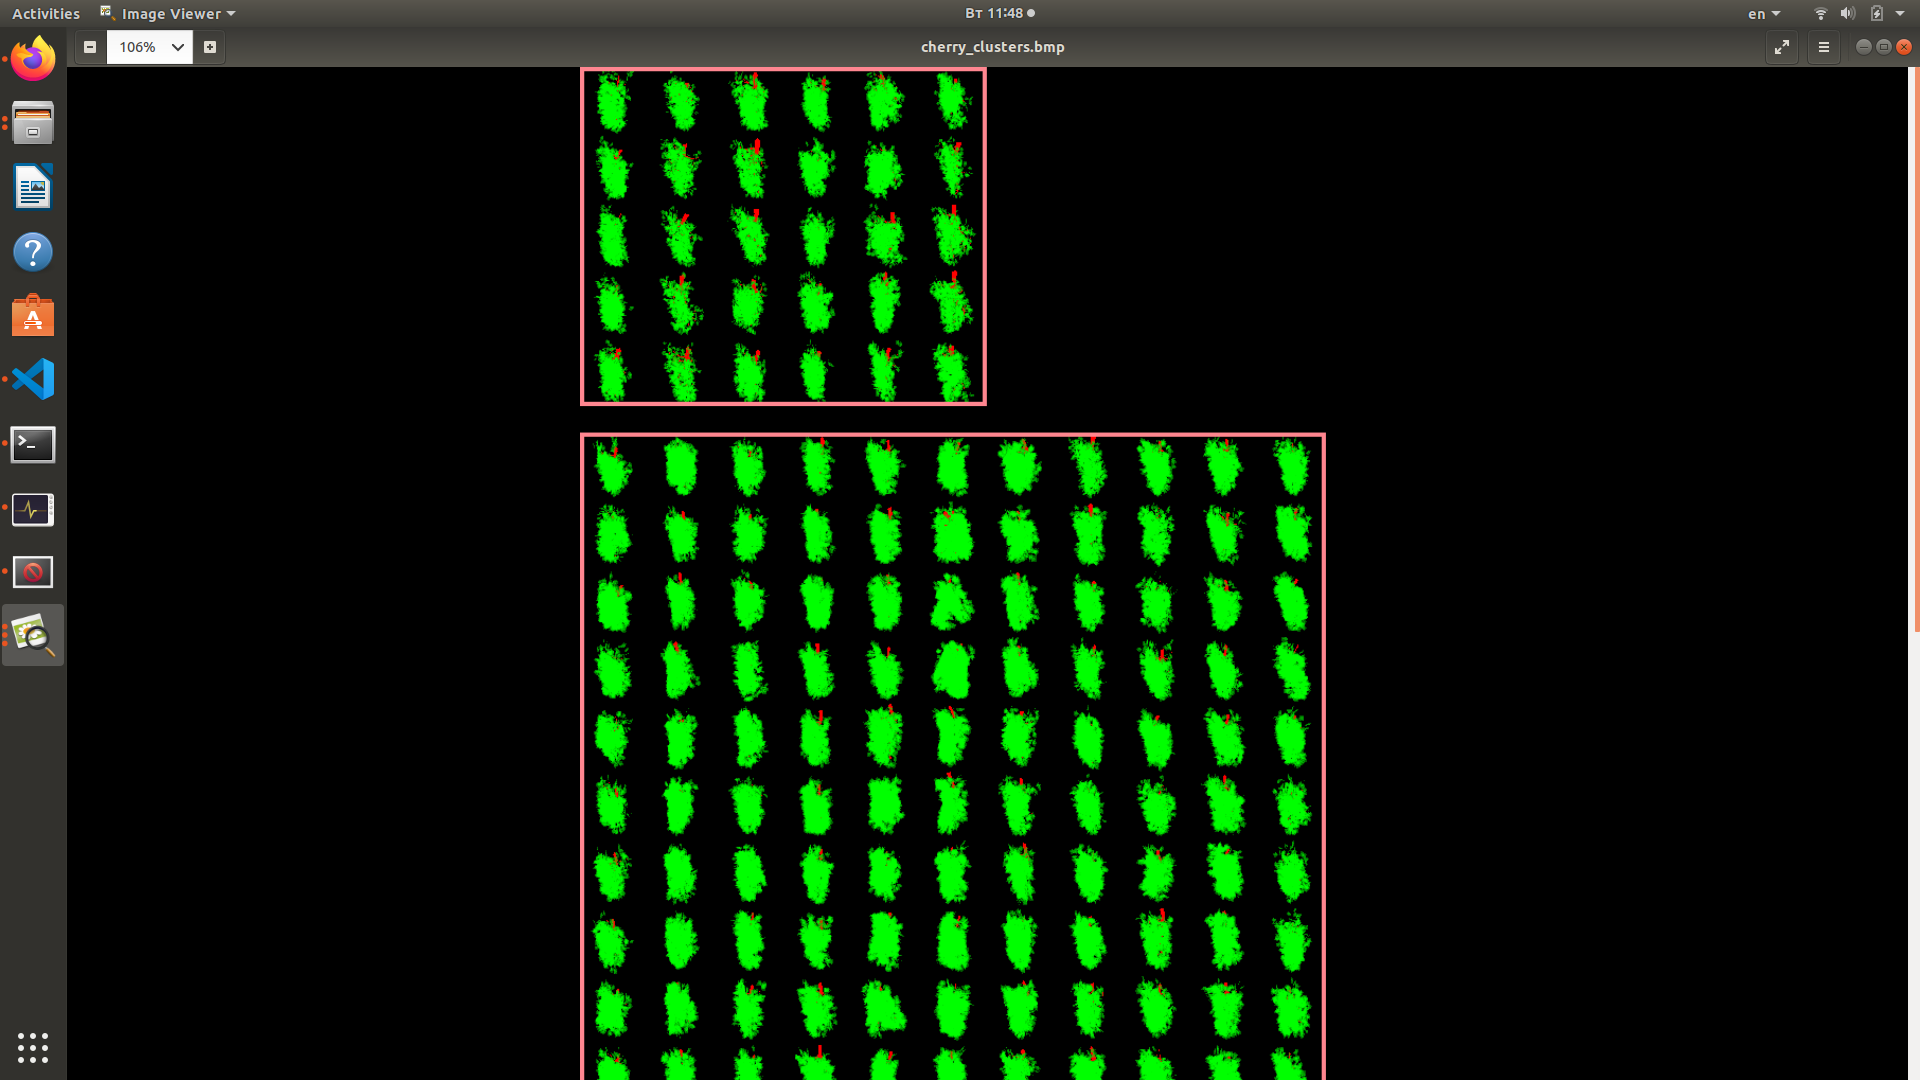 Activities
Image Viewer
Вт 11:48
en
106%
cherry_clusters.bmp